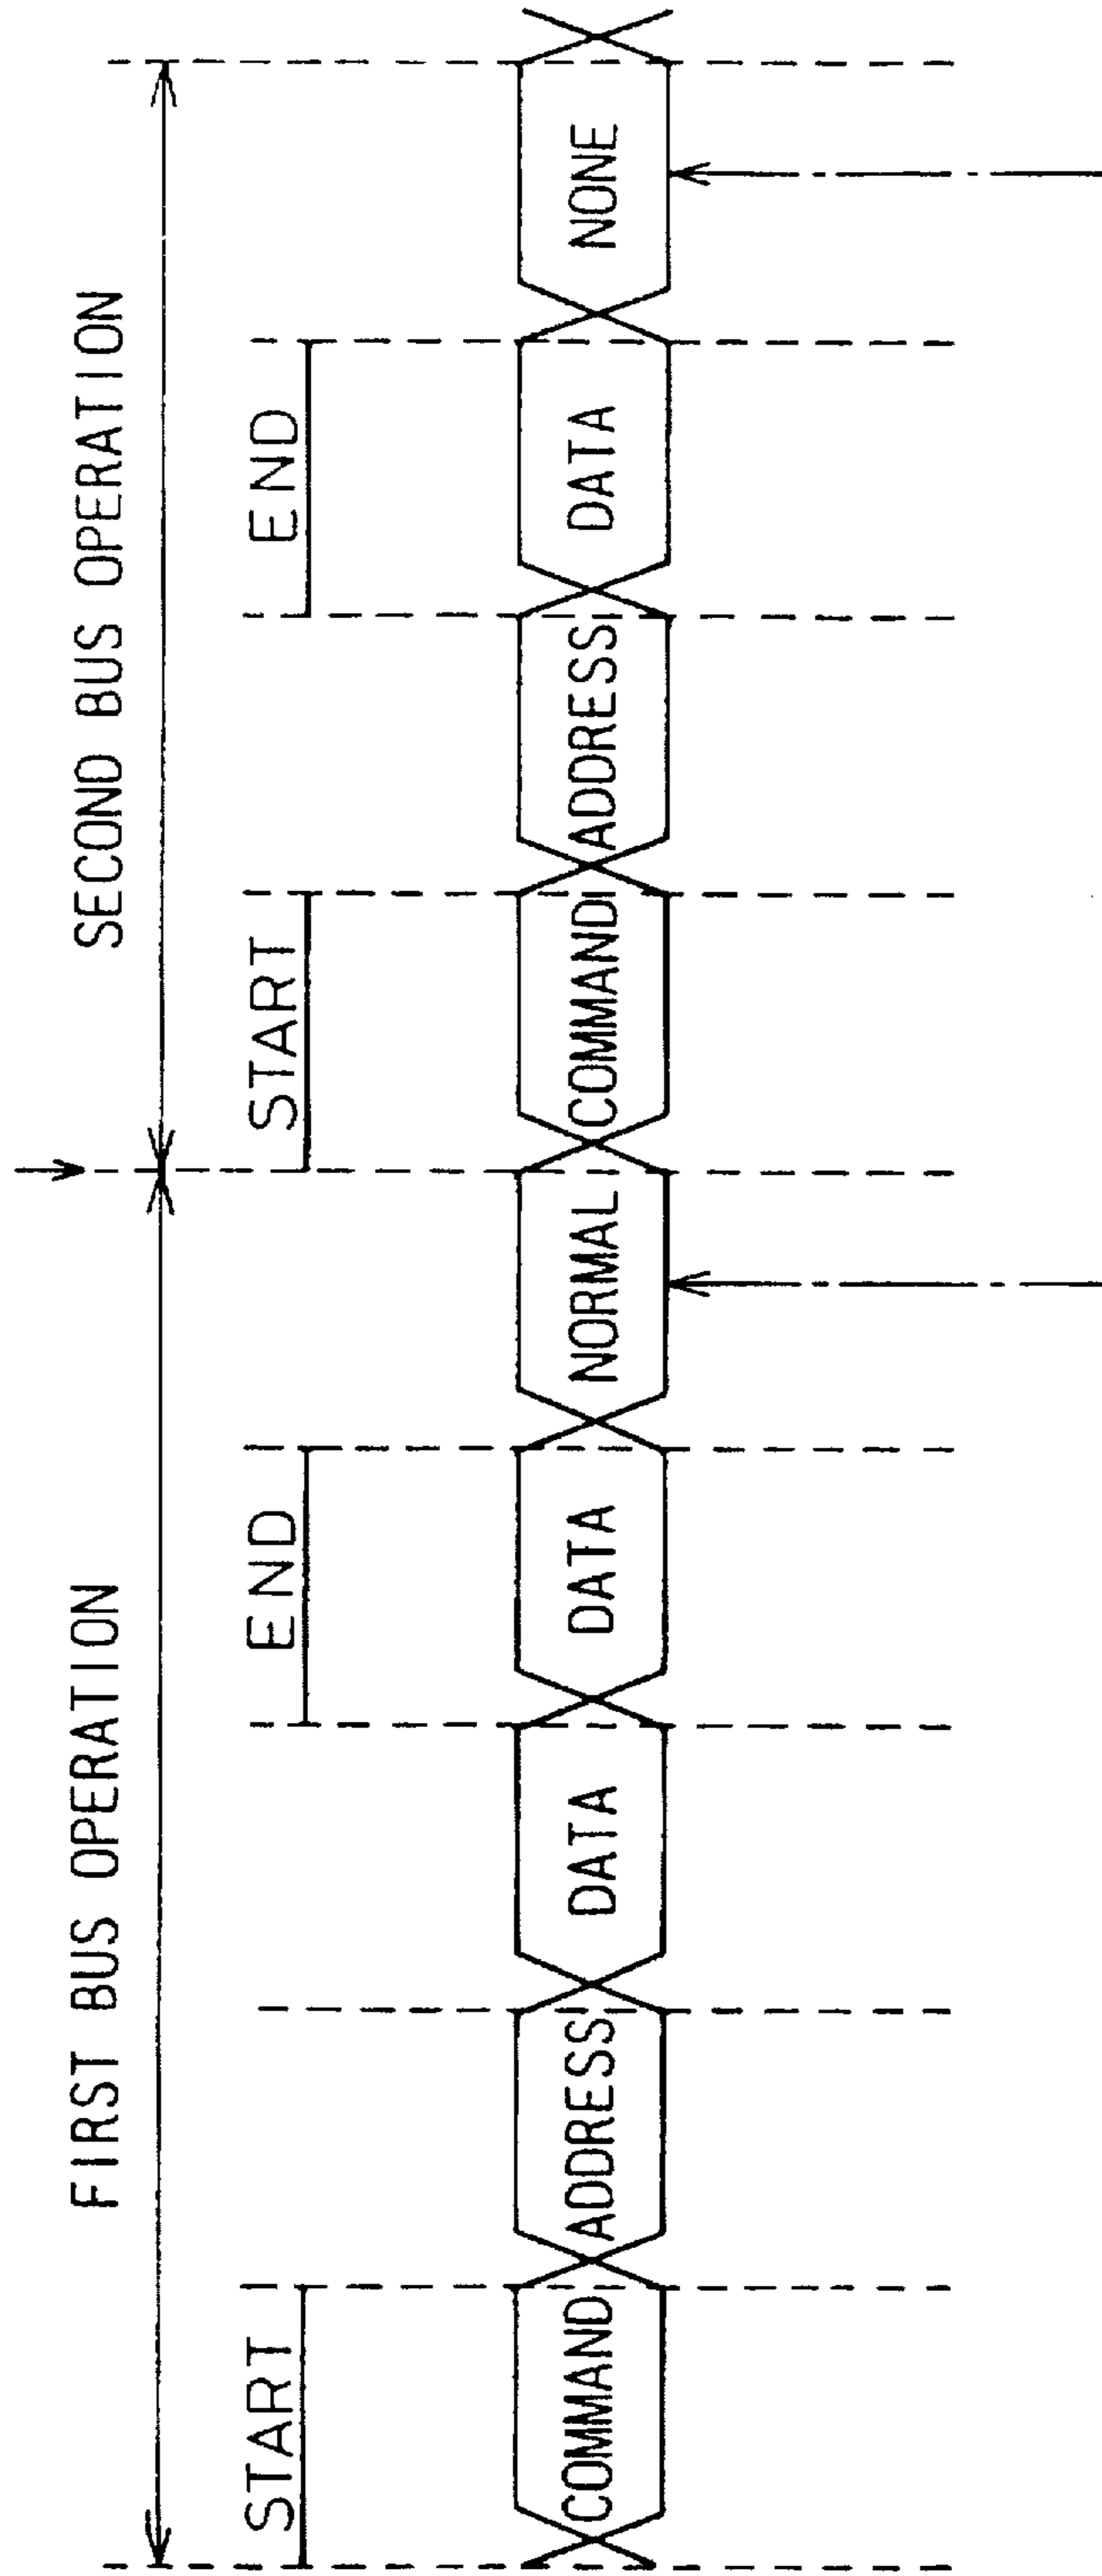 FIRST BUS OPERATION
SECOND BUS OPERATION
START
END
START
END
COMMAND
ADDRESS
DATA
DATA
NORMAL
COMMAND
ADDRESS
DATA
NONE